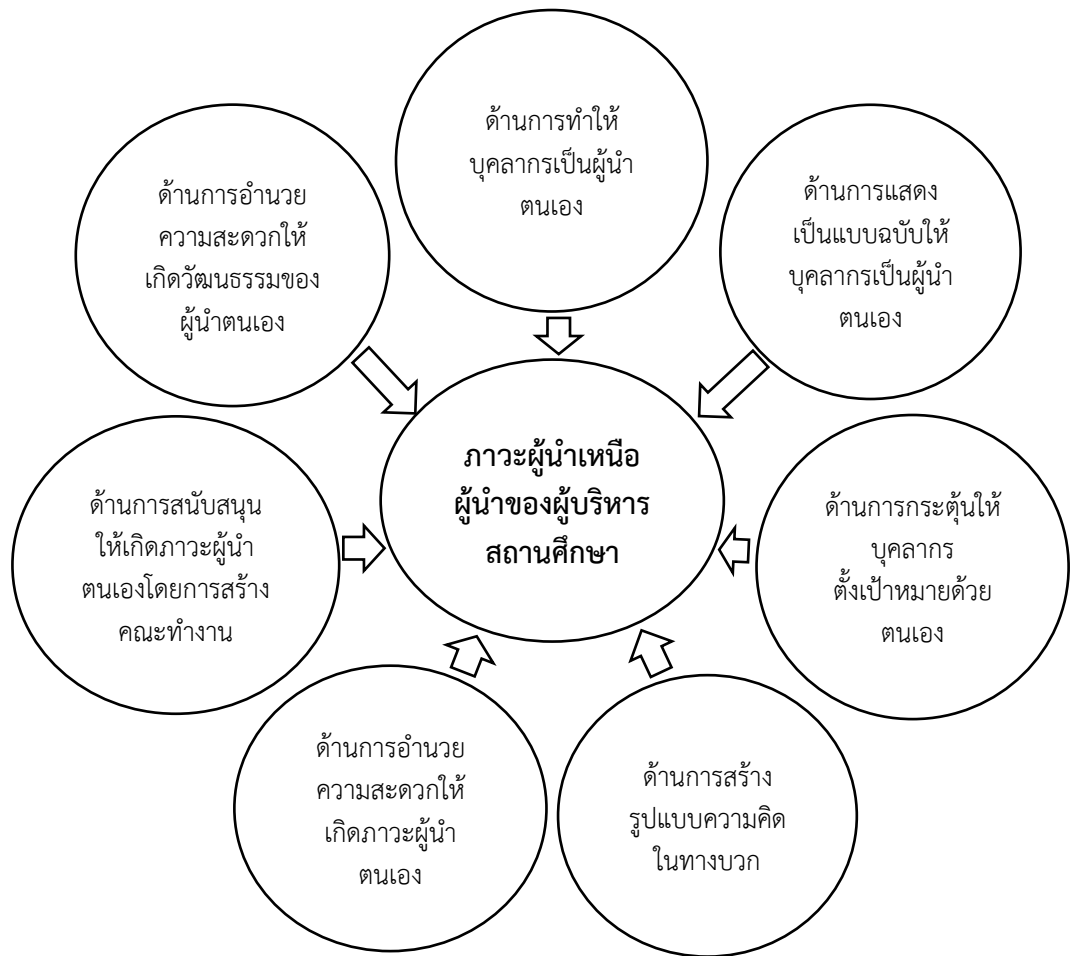 ด้านการทำให้
บุคลากรเป็นผู้นำ
ตนเอง
ด้านการแสดง
เป็นแบบฉบับให้
บุคลากรเป็นผู้นำ
ตนเอง
ด้านการกระตุ้นให้
บุคลากร
ตั้งเป้าหมายด้วย
ตนเอง
ด้านการสร้าง
รูปแบบความคิด
ในทางบวก
ด้านการอำนวย
ความสะดวกให้
เกิดภาวะผู้นำ
ตนเอง
ด้านการสนับสนุน
ให้เกิดภาวะผู้นำ
ตนเองโดยการสร้าง
คณะทำงาน
ด้านการอำนวย
ความสะดวกให้
เกิดวัฒนธรรมของ
ผู้นำตนเอง
ภาวะผู้นำเหนือ
ผู้นำของผู้บริหาร
สถานศึกษา